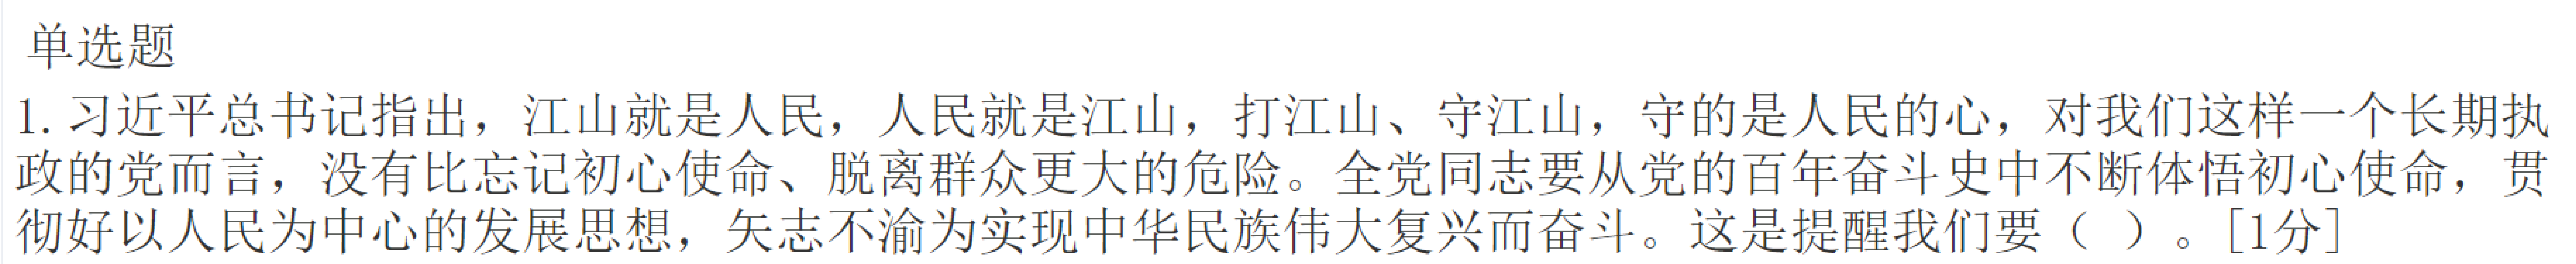 单选题
1.习近平总书记指出，江山就是人民，人民就是江山，打江山、守江山，守的是人民的心，对我们这样一个长期执
政的党而言，没有比忘记初心使命、脱离群众更大的危险。全党同志要从党的百年奋斗史中不断体悟初心使命，贯
彻好以人民为中心的发展思想，矢志不渝为实现中华民族伟大复兴而奋斗。这是提醒我们要（ ）。[1分]